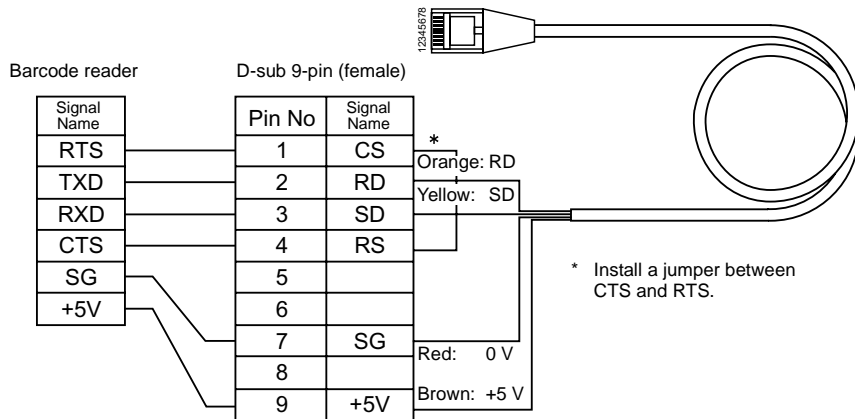 12345678
Barcode reader
D-sub 9-pin (female)
Signal
Name
RTS
TXD
RXD
CTS
SG
+5V
Pin No
Signal
Name
1 CS
2 RD
3 SD
4 RS
5
6
7 SG
8
9 +5V
*
Orange: RD
Yellow: SD
Red: 0 V
Brown: +5 V
* Install a jumper between
CTS and RTS.